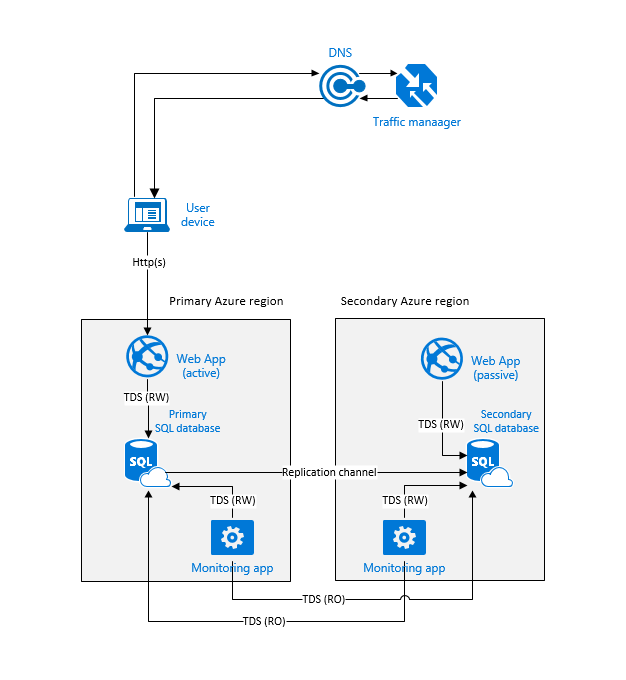 DNS
Traffic manaager
User
device
Http(s)
Primary Azure region
Secondary Azure region
Web App
(active)
Web App
(passive)
TDS (RW)
Primary
SQL database
TDS (RW)
Secondary
SQL database
SQL
SQL
Replication channel
TDS (RW)
TDS (RW)
Monitoring app
Monitoring app
TDS (RO)
TDS (RO)